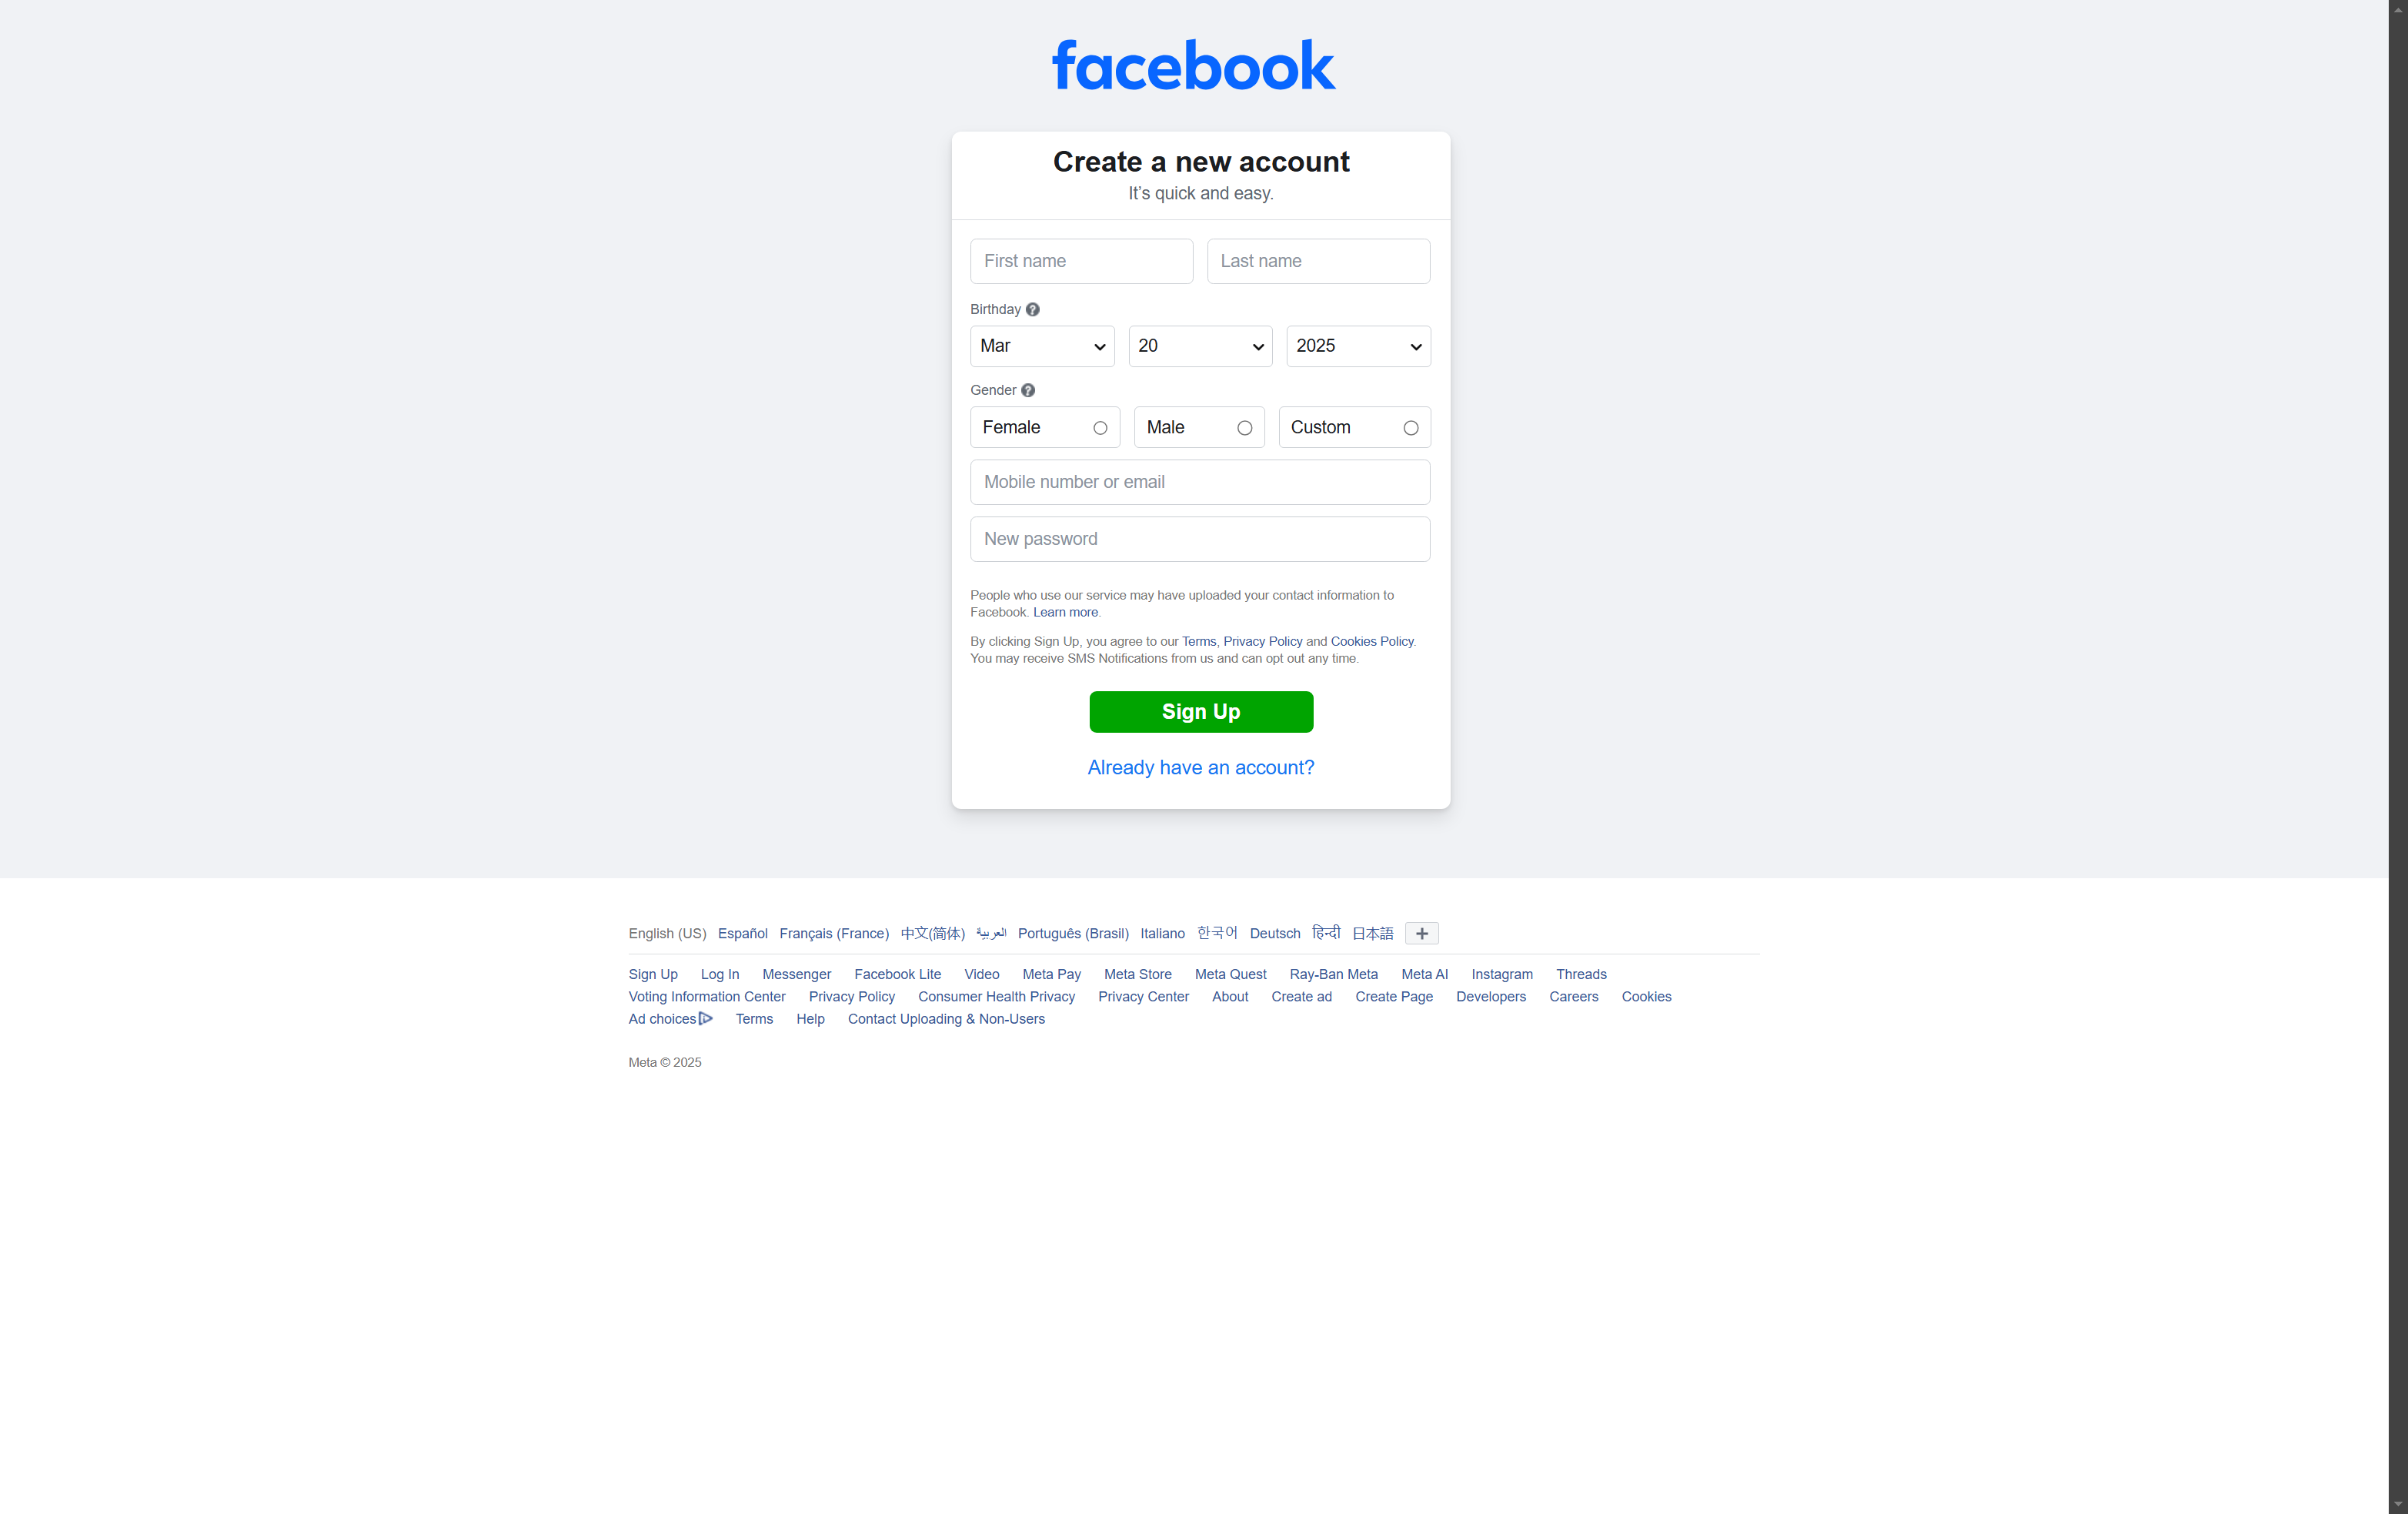 facebook
Create a new account
It's quick and easy.
First name Last name
Birthday ?
Mar 20 2025
Gender ?
Female Male Custom
Mobile number or email
New password
People who use our service may have uploaded your contact information to
Facebook. Learn more.
By clicking Sign Up, you agree to our Terms, Privacy Policy and Cookies Policy.
You may receive SMS Notifications from us and can opt out any time.
Sign Up
Already have an account?
English (US) Español Français (France) 中文(简体) العربية Português (Brasil) Italiano 한국어 Deutsch हिन्दी 日本語 +
Sign Up Log In Messenger Facebook Lite Video Meta Pay Meta Store Meta Quest Ray-Ban Meta Meta AI Instagram Threads
Voting Information Center Privacy Policy Consumer Health Privacy Privacy Center About Create ad Create Page Developers Careers Cookies
Ad choices Terms Help Contact Uploading & Non-Users
Meta © 2025